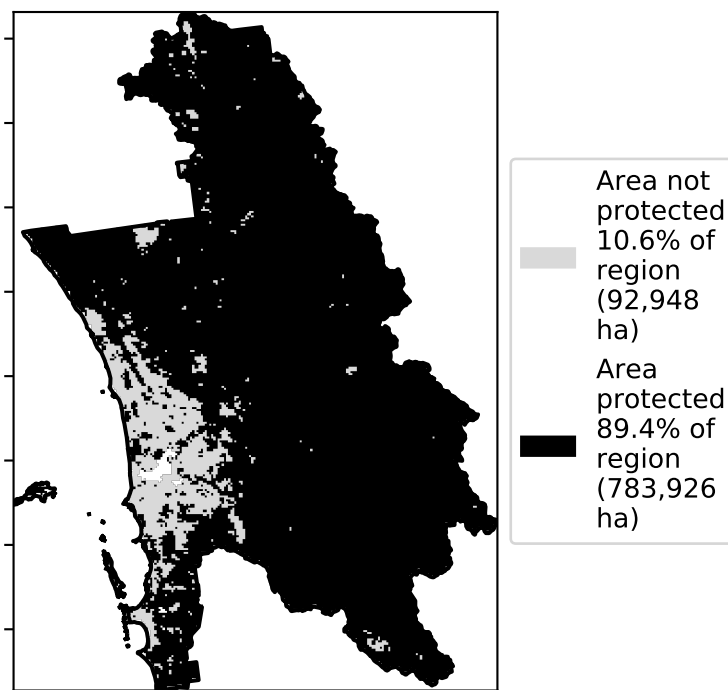 Area not
protected
10.6% of
region
(92,948
ha)
Area
protected
89.4% of
region
(783,926
ha)